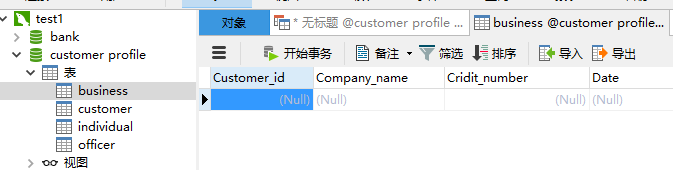 test1
bank
customer profile
表
business
customer
individual
officer
视图
对象
* 无标题 @customer profile ...
business @customer profile...
开始事务
备注
筛选
排序
导入
导出
Customer_id Company_name Cridit_number Date
(Null) (Null) (Null) (Null)